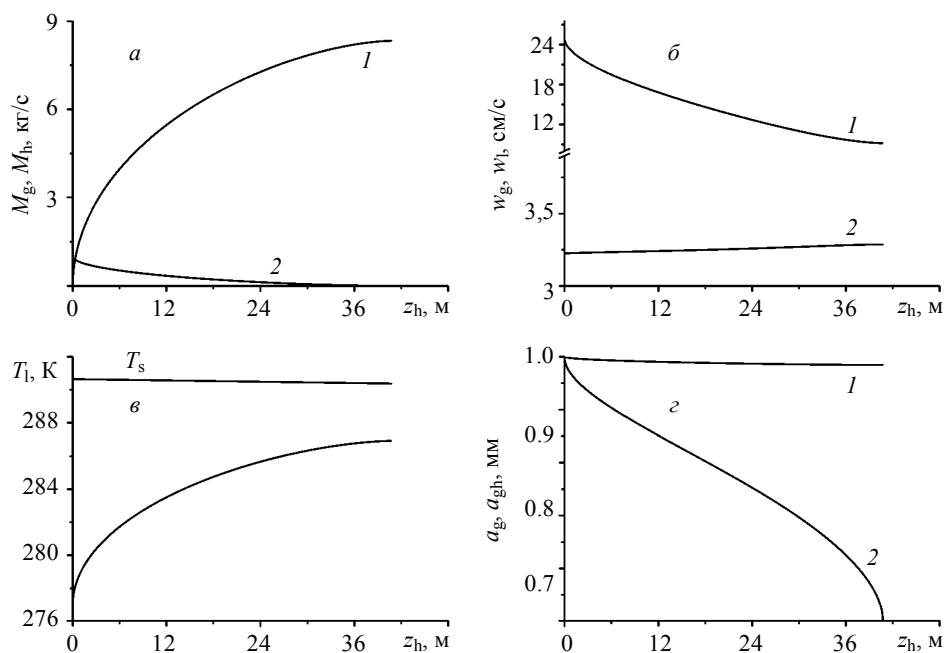 9
6
3
0
12
24
36
z_h, м
M_g, M_h, кг/с
а
1
2
24
18
12
3,5
3
0
12
24
36
z_h, м
w_g, w_l, см/с
б
1
2
T_l, К
288
284
280
276
0
12
24
36
z_h, м
T_s
в
1.0
0.9
0.8
0.7
0
12
24
36
z_h, м
a_g, a_gh, мм
г
1
2